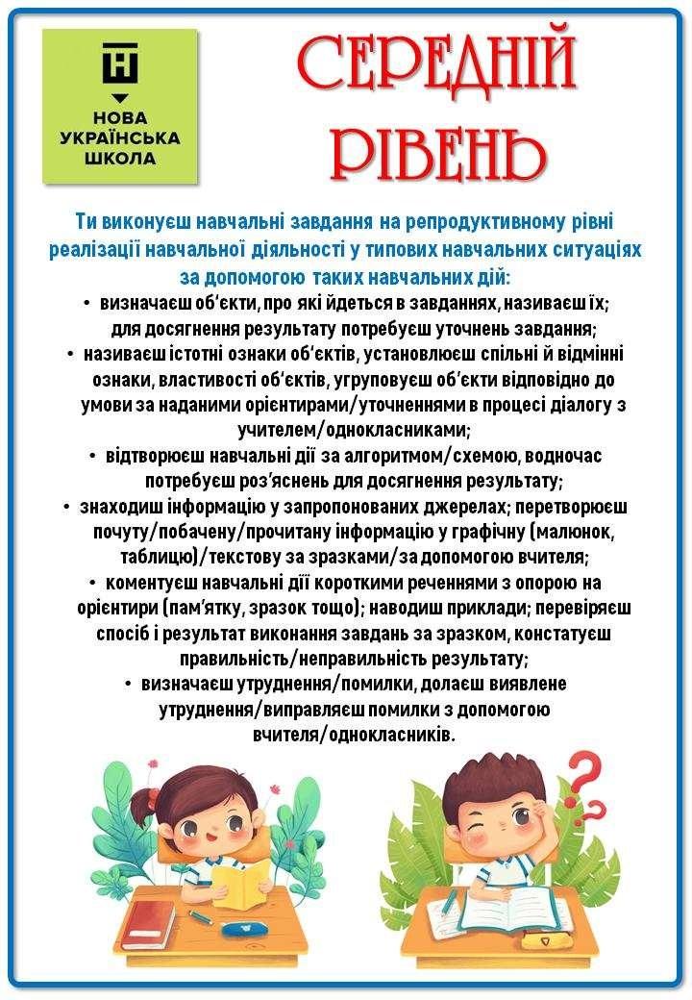 НОВА
УКРАЇНСЬКА
ШКОЛА
СЕРЕДНІЙ
РІВЕНЬ
Ти виконуєш навчальні завдання на репродуктивному рівні
реалізації навчальної діяльності у типових навчальних ситуаціях
за допомогою таких навчальних дій:
• визначаєш об‘єкти, про які йдеться в завданнях, називаєш їх;
для досягнення результату потребуєш уточнень завдання;
• називаєш істотні ознаки об‘єктів, установлюєш спільні й відмінні
ознаки, властивості об‘єктів, угруповуєш об’єкти відповідно до
умови за наданими орієнтирами/уточненнями в процесі діалогу з
учителем/однокласниками;
• відтворюєш навчальні дії за алгоритмом/схемою, водночас
потребуєш роз’яснень для досягнення результату;
• знаходиш інформацію у запропонованих джерелах; перетворюєш
почуту/побачену/прочитану інформацію у графічну (малюнок,
таблицю)/текстову за зразками/за допомогою вчителя;
• коментуєш навчальні дїї короткими реченнями з опорою на
орієнтири (пам’ятку, зразок тощо); наводиш приклади; перевіряєш
спосіб і результат виконання завдань за зразком, констатуєш
правильність/неправильність результату;
• визначаєш утруднення/помилки, долаєш виявлене
утруднення/виправляєш помилки з допомогою
вчителя/однокласників.